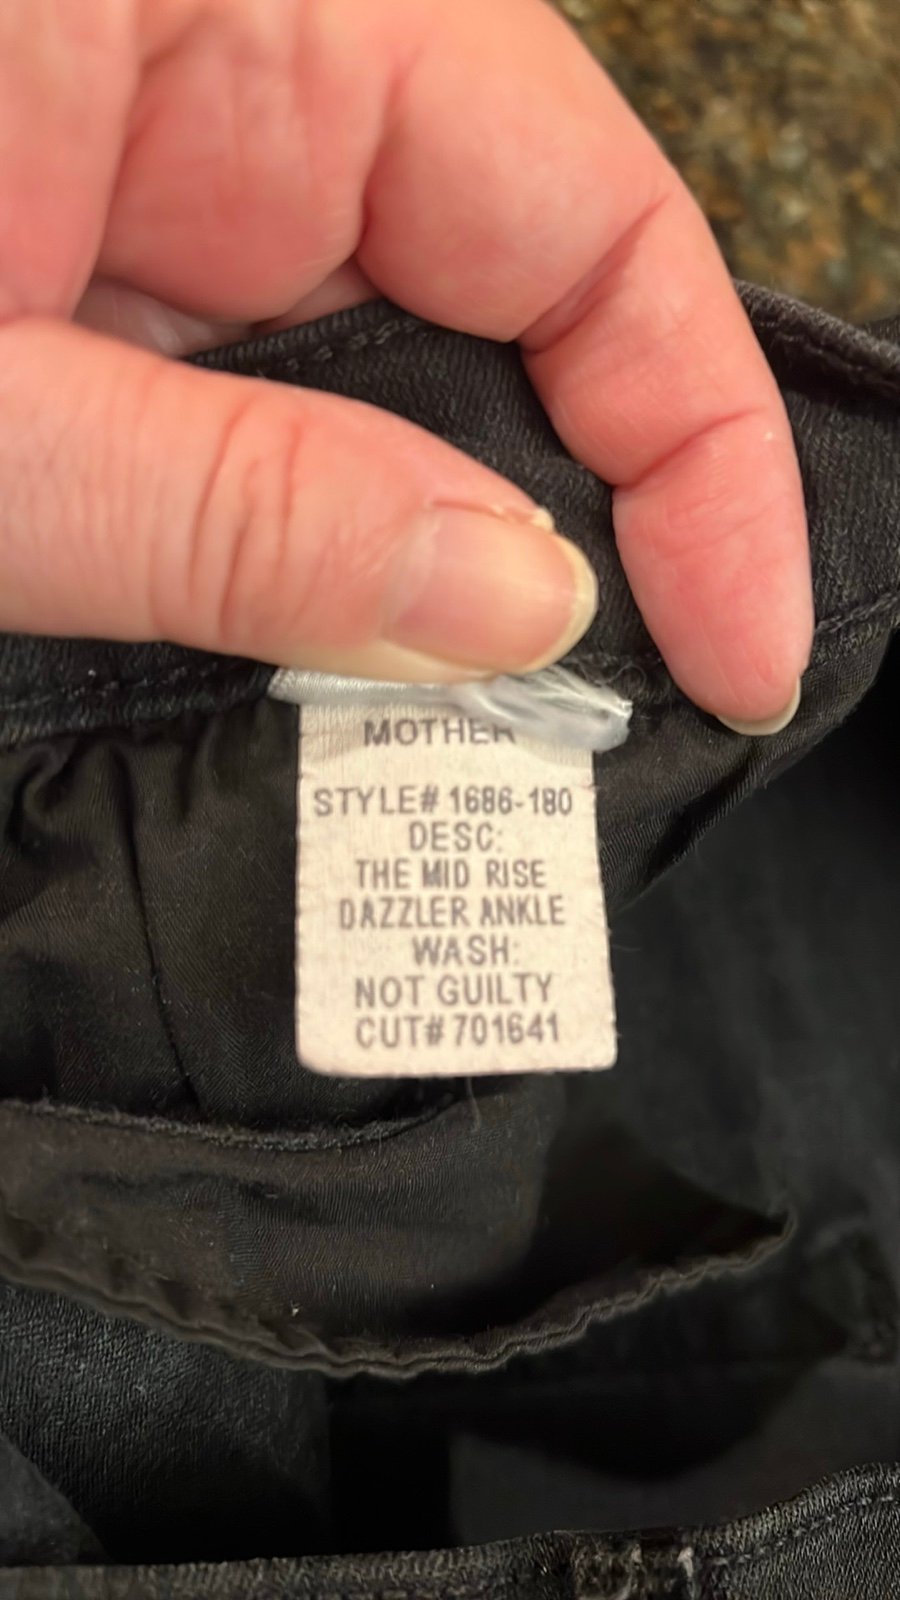 MOTHER
STYLE# 1686-180
DESC:
THE MID RISE
DAZZLER ANKLE
WASH:
NOT GUILTY
CUT# 701641